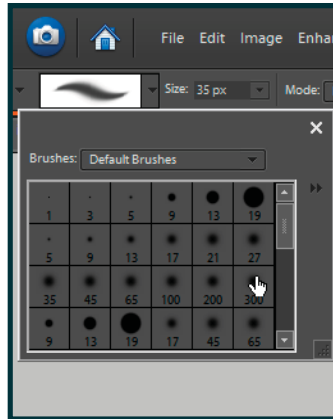 File Edit Image Enha
Size: 35 px Mode:
Brushes: Default Brushes
1 3 5 9 13 19
5 9 13 17 21 27
35 45 65 100 200 300
9 13 19 17 45 65